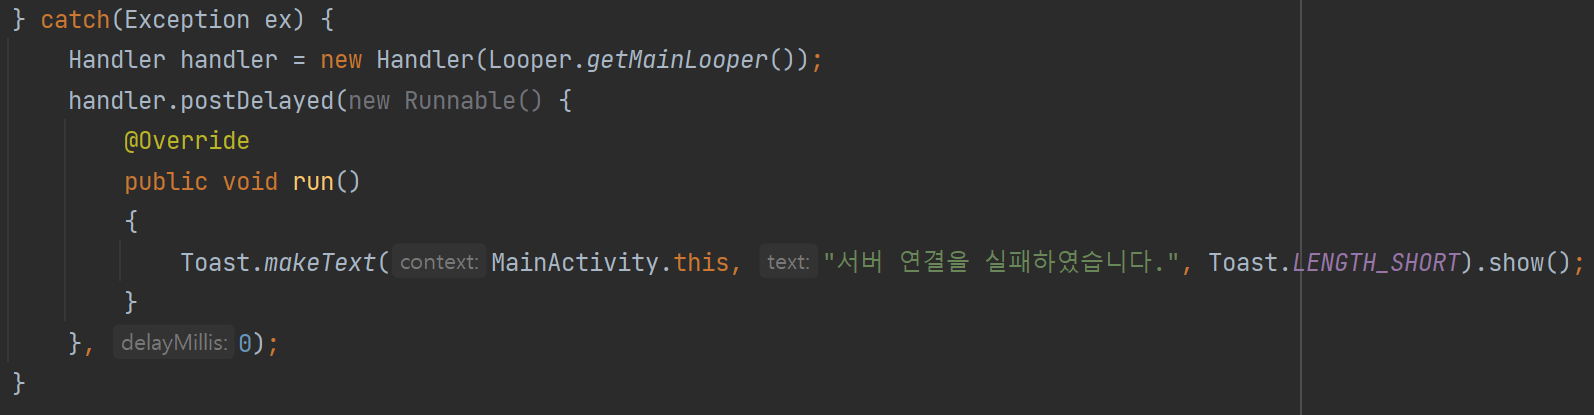 } catch(Exception ex) {
Handler handler = new Handler(Looper.getMainLooper());
handler.postDelayed(new Runnable() {
@Override
public void run()
{
Toast.makeText( context: MainActivity.this, text: "서버 연결을 실패하였습니다.", Toast.LENGTH_SHORT).show();
}
}, delayMillis: 0);
}